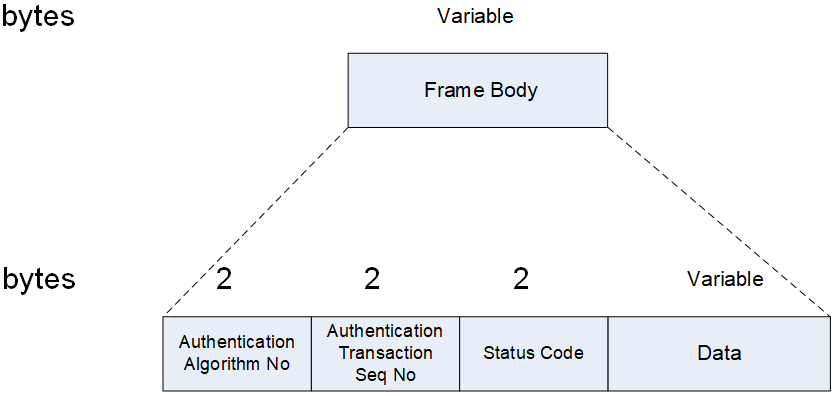 bytes Variable
Frame Body
bytes 2 2 2 Variable
Authentication
Algorithm No
Authentication
Transaction
Seq No
Status Code
Data